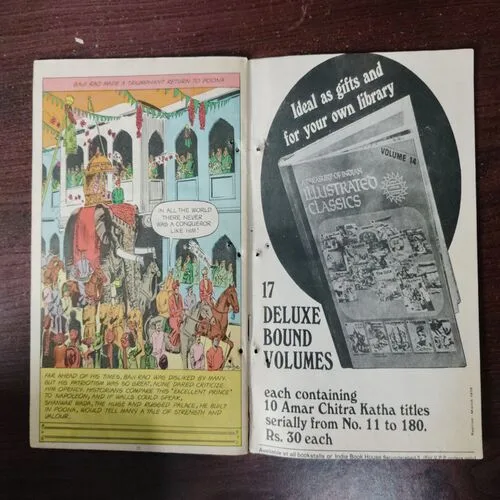 BAJI RAO MADE A TRIUMPHANT RETURN TO POONA
IN ALL THE WORLD
THERE NEVER
WAS A CONQUEROR
LIKE HIM!
FAR AHEAD OF HIS TIMES, BAJI RAO WAS DISLIKED BY MANY.
BUT HIS PATRIOTISM WAS SO GREAT, NONE DARED CRITICIZE
HIM OPENLY. HISTORIANS COMPARE THIS "EXCELLENT PRINCE"
TO NAPOLEON, AND IF WALLS COULD SPEAK,
SHANWAR WADA, THE HUGE AND RUGGED PALACE, HE BUILT
IN POONA, WOULD TELL MANY A TALE OF STRENGTH AND
VALOUR.
Ideal as gifts and
for your own library
VOLUME 14
TREASURY OF INDIAN
ILLUSTRATED
CLASSICS
17
DELUXE
BOUND
VOLUMES
each containing
10 Amar Chitra Katha titles
serially from No. 11 to 180.
Rs. 30 each
Available at all bookstalls or India Book House